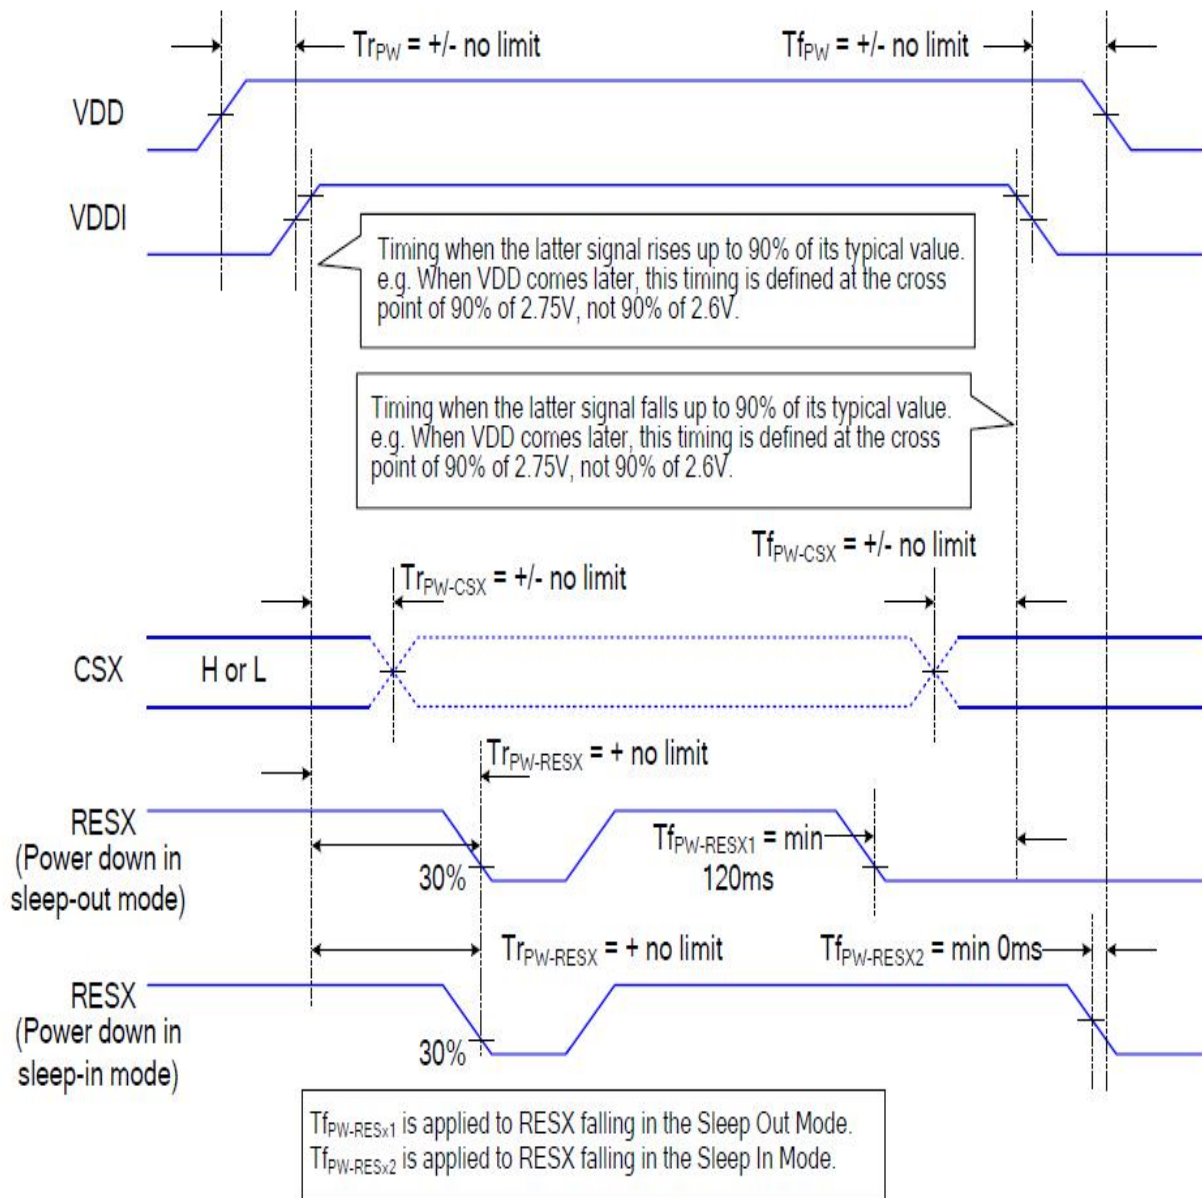 TrPW = +/- no limit
TfPW = +/- no limit
VDD
VDDI
Timing when the latter signal rises up to 90% of its typical value.
e.g. When VDD comes later, this timing is defined at the cross
point of 90% of 2.75V, not 90% of 2.6V.
Timing when the latter signal falls up to 90% of its typical value.
e.g. When VDD comes later, this timing is defined at the cross
point of 90% of 2.75V, not 90% of 2.6V.
TfPW-CSX = +/- no limit
TrPW-CSX = +/- no limit
CSX
H or L
TrPW-RESX = + no limit
RESX
(Power down in
sleep-out mode)
30%
TfPW-RESX1 = min
120ms
TrPW-RESX = + no limit
TfPW-RESX2 = min 0ms
RESX
(Power down in
sleep-in mode)
30%
TfPW-RESx1 is applied to RESX falling in the Sleep Out Mode.
TfPW-RESx2 is applied to RESX falling in the Sleep In Mode.